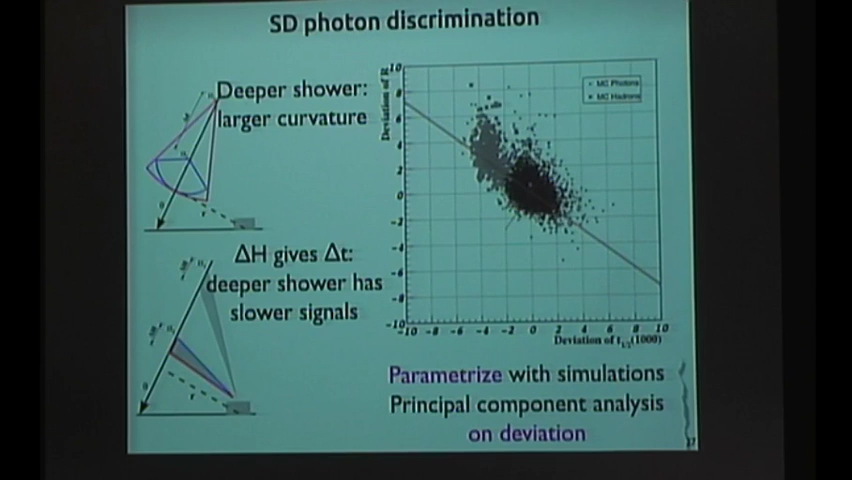 SD photon discrimination
Deeper shower:
larger curvature
ΔH gives Δt:
deeper shower has
slower signals
Deviation of R
10
8
6
4
2
0
-2
-4
-6
-8
-10
MC Photons
MC Hadrons
-10 -8 -6 -4 -2 0 2 4 6 8 10
Deviation of t1/2(1000)
Parametrize with simulations
Principal component analysis
on deviation